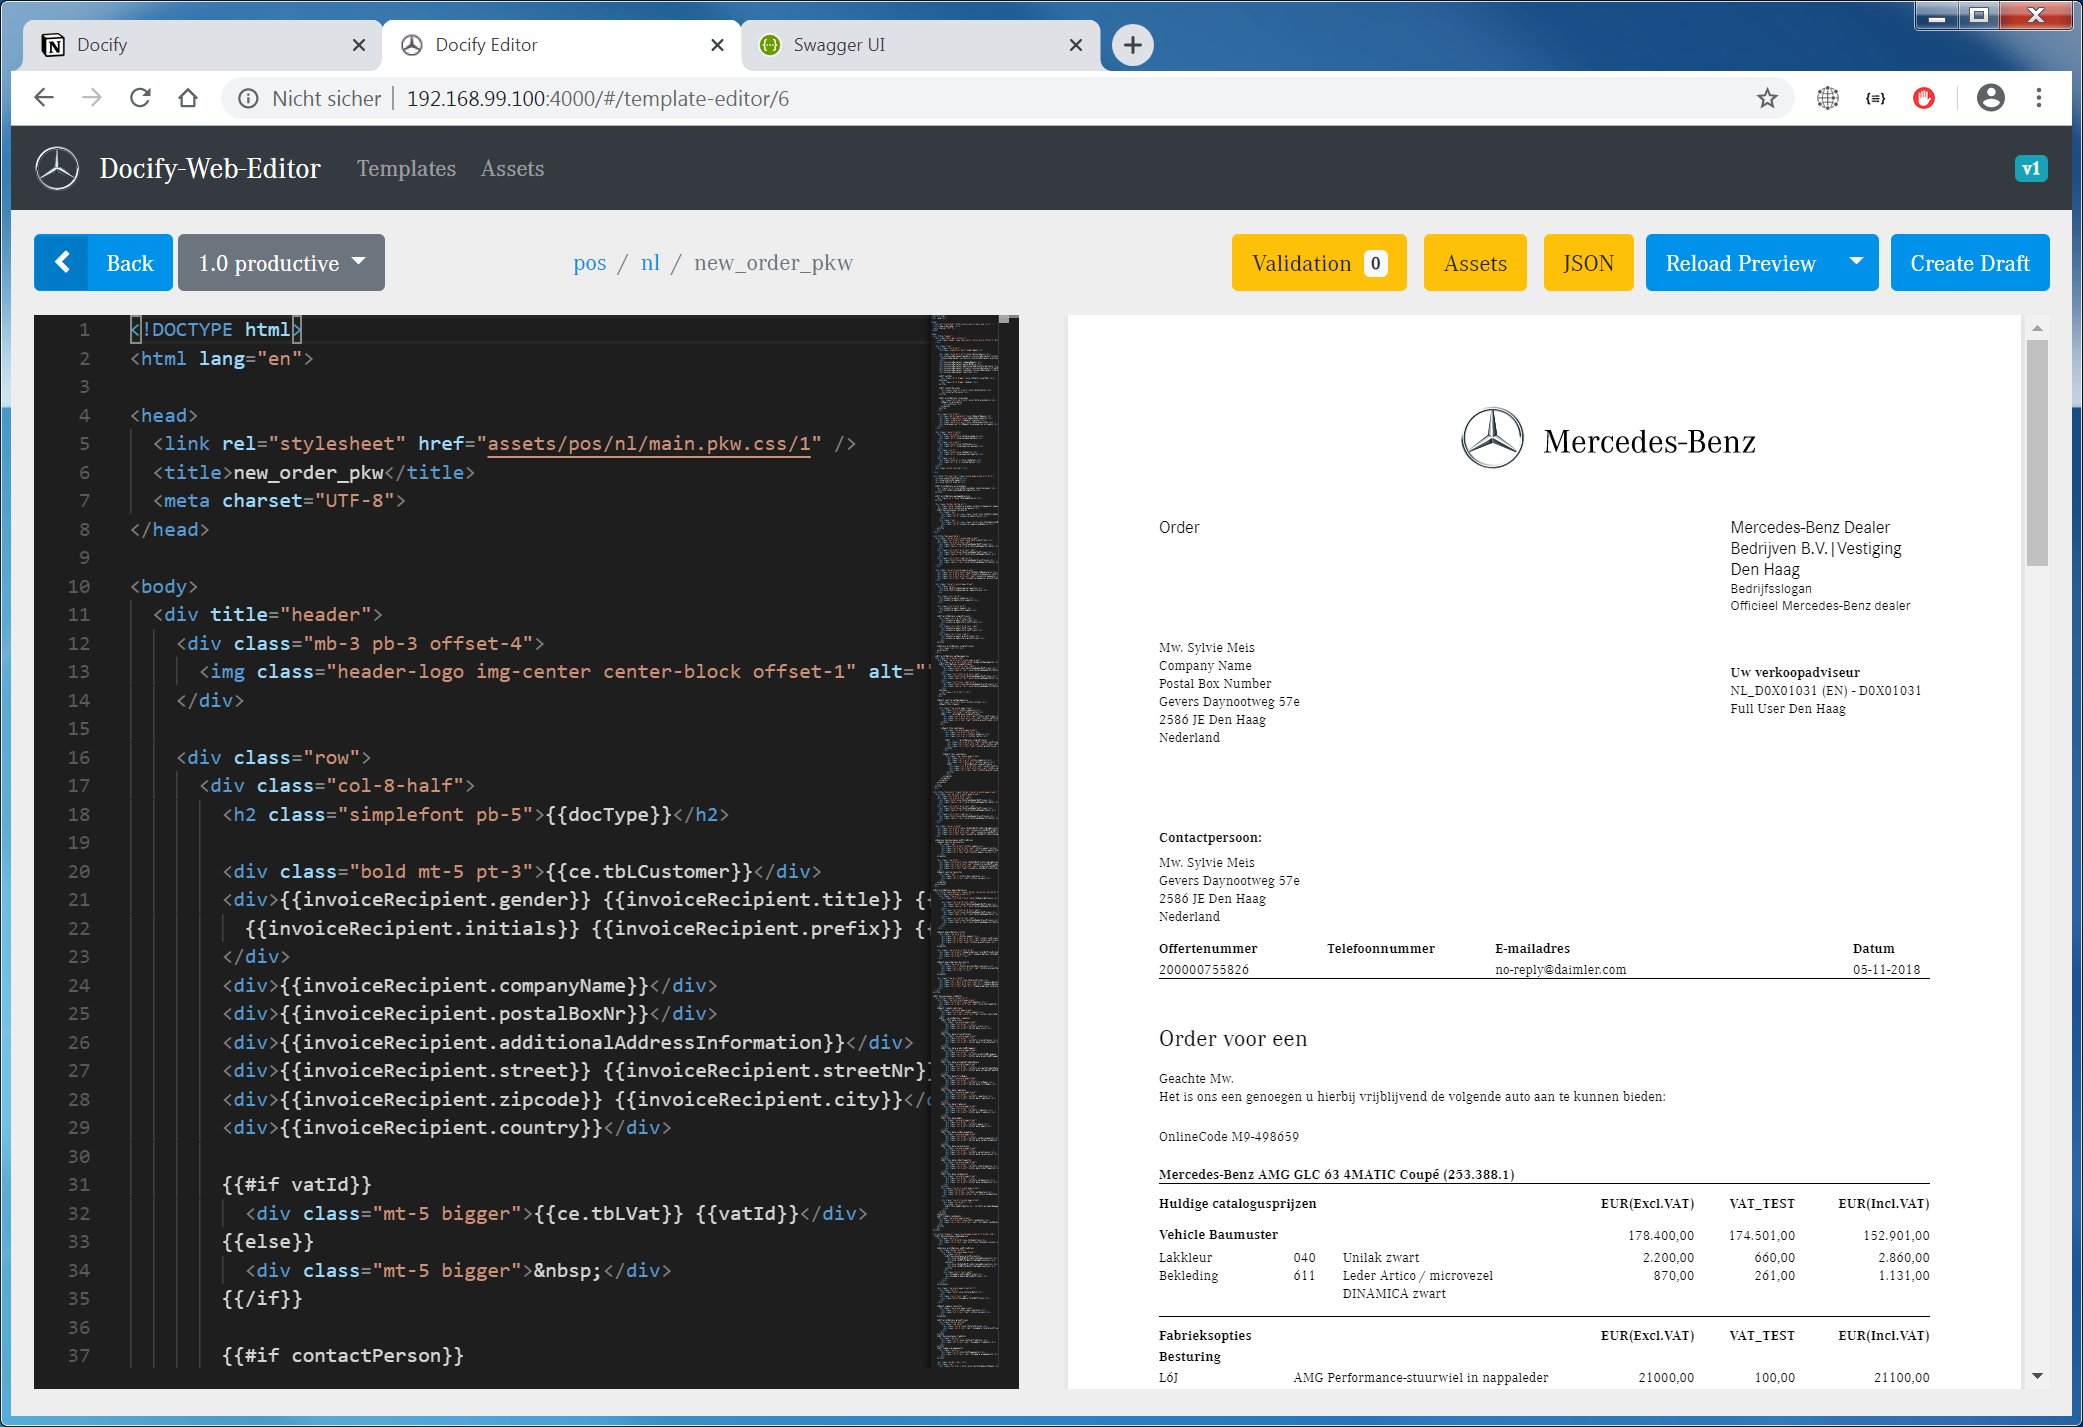 Docify
Docify Editor
Swagger UI
Nicht sicher
192.168.99.100:4000/#/template-editor/6
Docify-Web-Editor
Templates
Assets
v1
Back
1.0 productive
pos / nl / new_order_pkw
Validation 0
Assets
JSON
Reload Preview
Create Draft
1 <!DOCTYPE html>
2 <html lang="en">
3
4 <head>
5 <link rel="stylesheet" href="assets/pos/nl/main.pkw.css/1" />
6 <title>new_order_pkw</title>
7 <meta charset="UTF-8">
8 </head>
9
10 <body>
11 <div title="header">
12 <div class="mb-3 pb-3 offset-4">
13 <img class="header-logo img-center center-block offset-1" alt="
14 </div>
15
16 <div class="row">
17 <div class="col-8-half">
18 <h2 class="simplefont pb-5">{{docType}}</h2>
19
20 <div class="bold mt-5 pt-3">{{ce.tbLCustomer}}</div>
21 <div>{{invoiceRecipient.gender}} {{invoiceRecipient.title}} {
22 {{invoiceRecipient.initials}} {{invoiceRecipient.prefix}} {
23 </div>
24 <div>{{invoiceRecipient.companyName}}</div>
25 <div>{{invoiceRecipient.postalBoxNr}}</div>
26 <div>{{invoiceRecipient.additionalAddressInformation}}</div>
27 <div>{{invoiceRecipient.street}} {{invoiceRecipient.streetNr}
28 <div>{{invoiceRecipient.zipcode}} {{invoiceRecipient.city}}</
29 <div>{{invoiceRecipient.country}}</div>
30
31 {{#if vatId}}
32 <div class="mt-5 bigger">{{ce.tbLVat}} {{vatId}}</div>
33 {{else}}
34 <div class="mt-5 bigger">&nbsp;</div>
35 {{/if}}
36
37 {{#if contactPerson}}
Mercedes-Benz
Order
Mercedes-Benz Dealer
Bedrijven B.V.|Vestiging
Den Haag
Bedrijfsslogan
Officieel Mercedes-Benz dealer
Mw. Sylvie Meis
Company Name
Postal Box Number
Gevers Daynootweg 57e
2586 JE Den Haag
Nederland
Uw verkoopadviseur
NL_D0X01031 (EN) - D0X01031
Full User Den Haag
Contactpersoon:
Mw. Sylvie Meis
Gevers Daynootweg 57e
2586 JE Den Haag
Nederland
Offertenummer Telefoonnummer E-mailadres Datum
200000755826 no-reply@daimler.com 05-11-2018
Order voor een
Geachte Mw.
Het is ons een genoegen u hierbij vrijblijvend de volgende auto aan te kunnen bieden:
OnlineCode M9-498659
Mercedes-Benz AMG GLC 63 4MATIC Coupé (253.388.1)
Huldige catalogusprijzen EUR(Excl.VAT) VAT_TEST EUR(Incl.VAT)
Vehicle Baumuster 178.400,00 174.501,00 152.901,00
Lakkleur 040 Unilak zwart 2.200,00 660,00 2.860,00
Bekleding 611 Leder Artico / microvezel 870,00 261,00 1.131,00
DINAMICA zwart
Fabrieksopties EUR(Excl.VAT) VAT_TEST EUR(Incl.VAT)
Besturing
L6J AMG Performance-stuurwiel in nappaleder 21000,00 100,00 21100,00